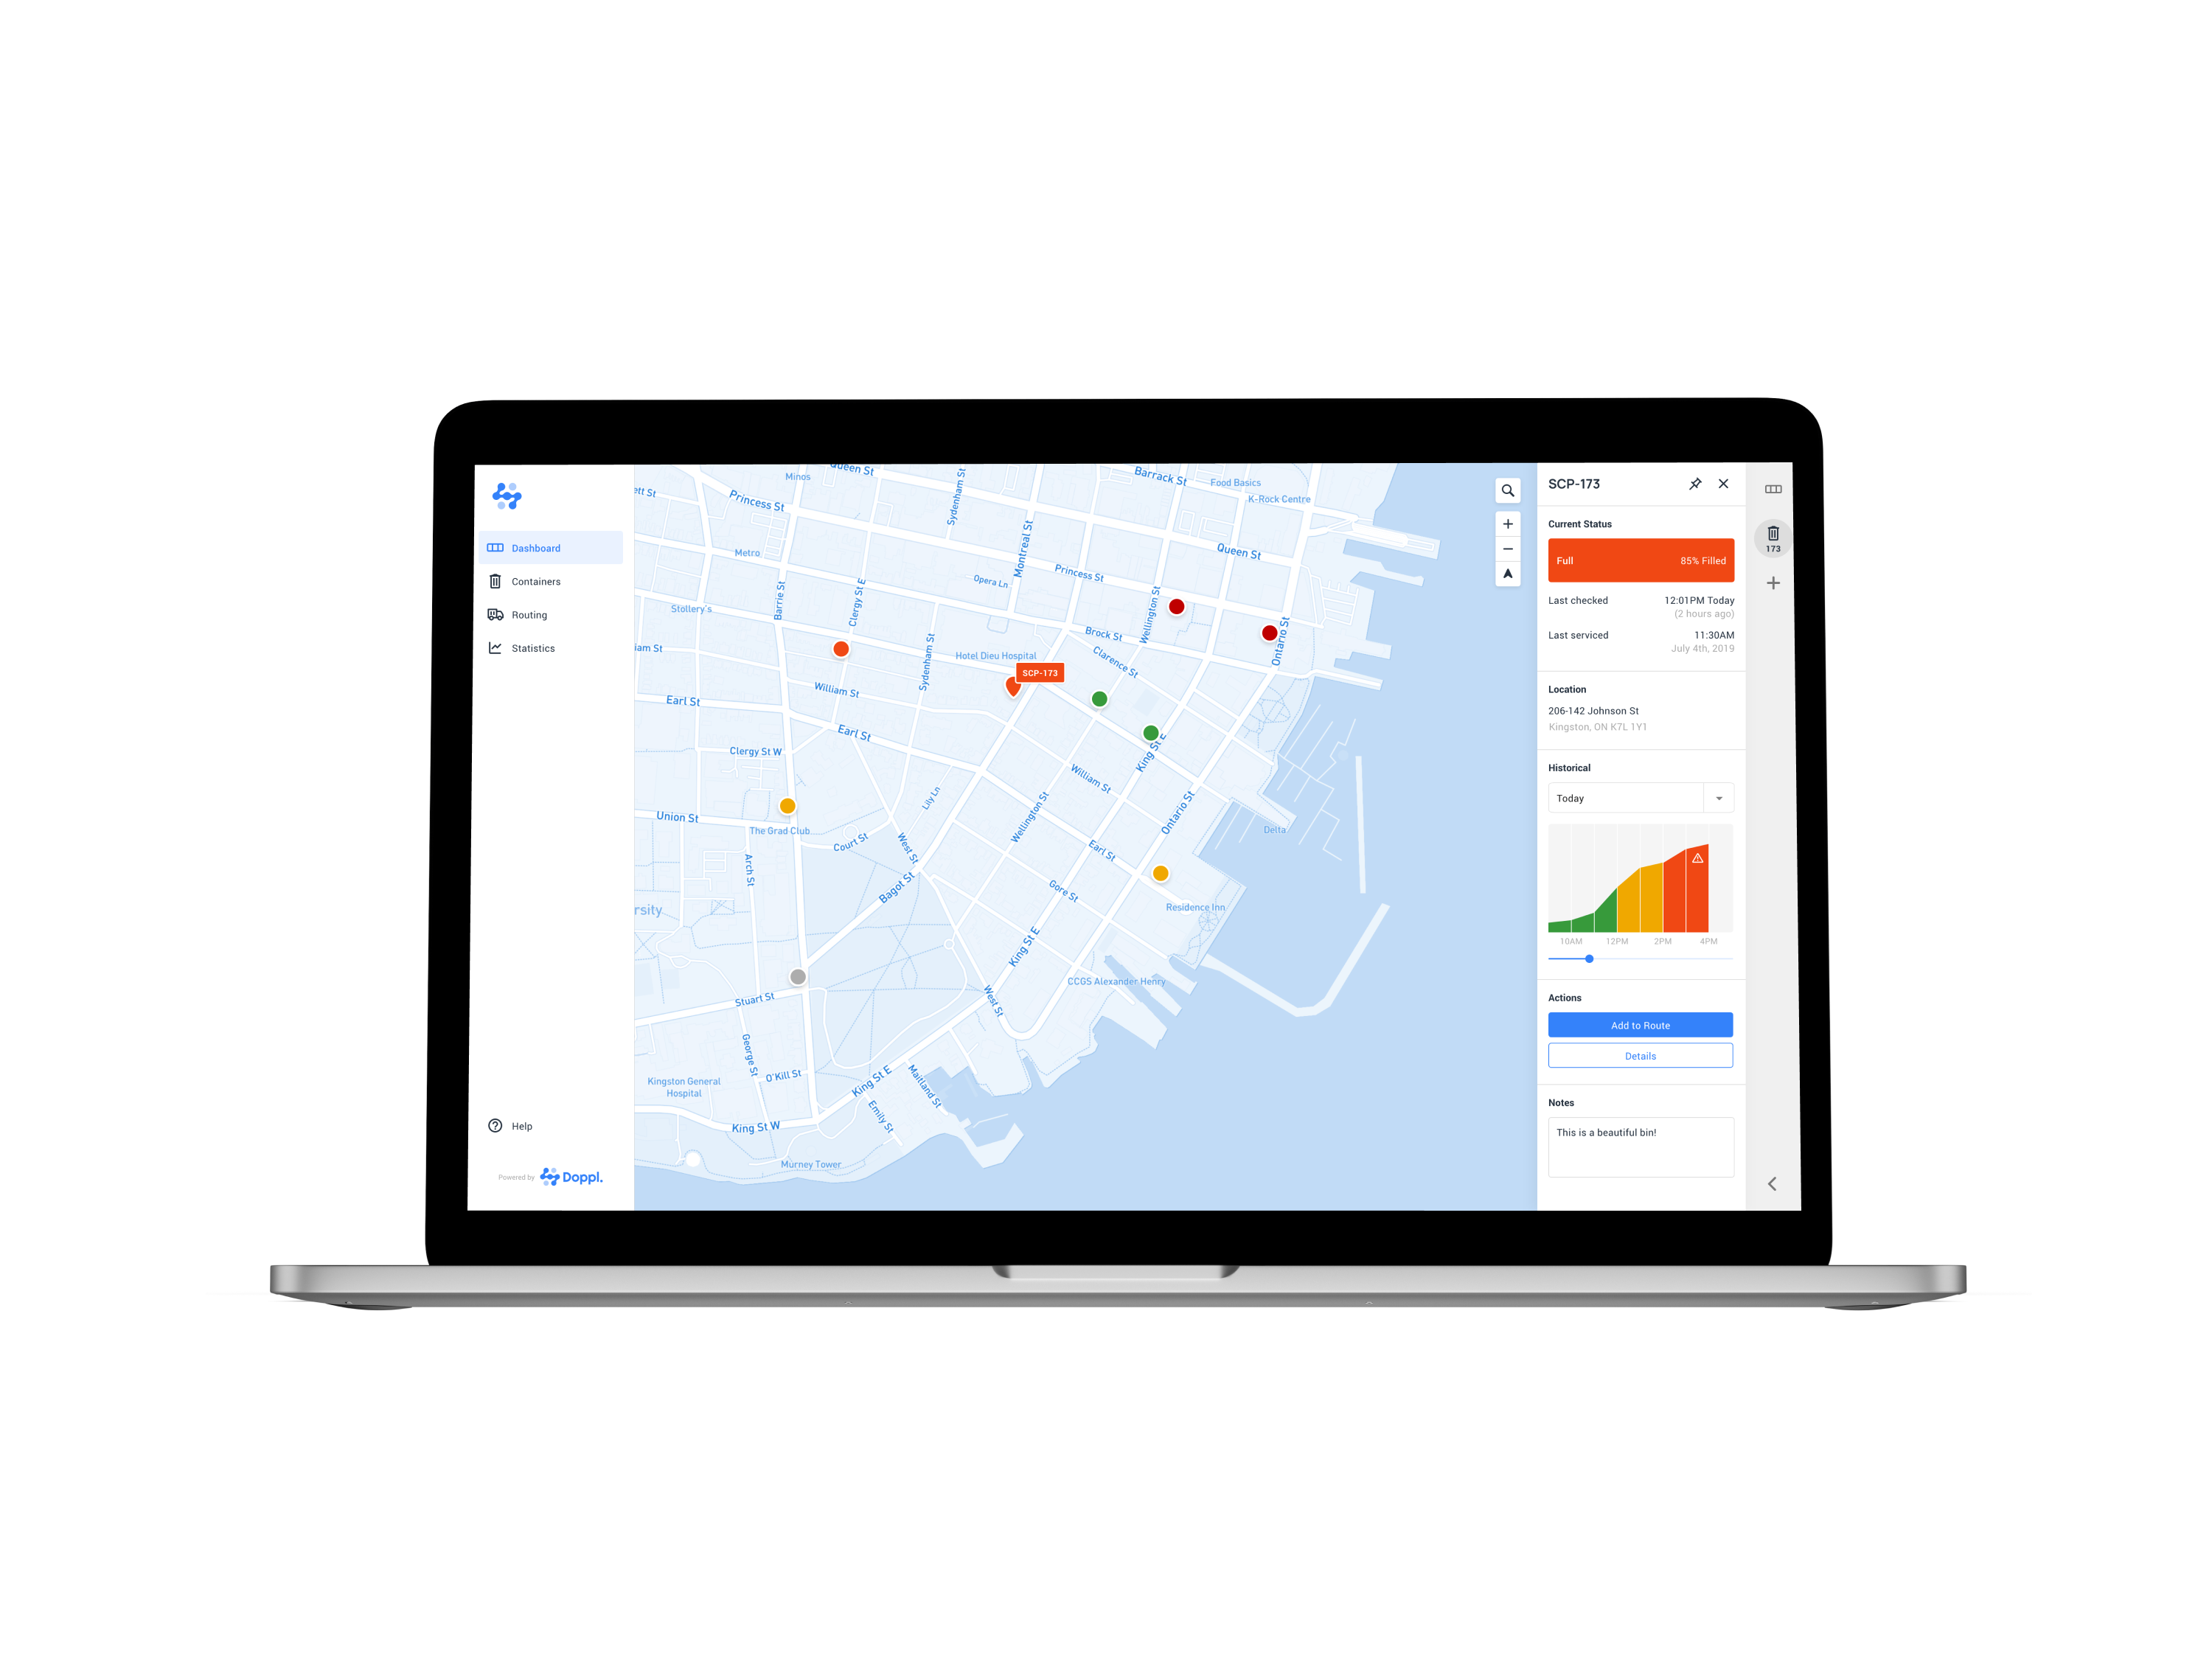 Dashboard
Containers
Routing
Statistics
Help
Powered by Doppl.
Queen St
Minos
Barrack St
Food Basics
K-Rock Centre
ett St
Princess St
Sydenham St
Montreal St
Queen St
Metro
Opera Ln
Princess St
Stollery's
Barrie St
Clergy St E
Wellington St
Brock St
Ontario St
iam St
Sydenham St
Hotel Dieu Hospital
Clarence St
SCP-173
William St
Earl St
Earl St
Clergy St W
King St E
William St
Lily Ln
Wellington St
Ontario St
Union St
The Grad Club
Court St
West St
Delta
Earl St
Arch St
Bagot St
Gore St
rsity
Residence Inn
King St E
CCGS Alexander Henry
Stuart St
West St
George St
O'Kill St
Kingston General
Hospital
King St E
Maitland St
Emily St
King St W
Murney Tower
SCP-173
Current Status
Full 85% Filled
Last checked 12:01PM Today
(2 hours ago)
Last serviced 11:30AM
July 4th, 2019
Location
206-142 Johnson St
Kingston, ON K7L 1Y1
Historical
Today
10AM 12PM 2PM 4PM
Actions
Add to Route
Details
Notes
This is a beautiful bin!
173